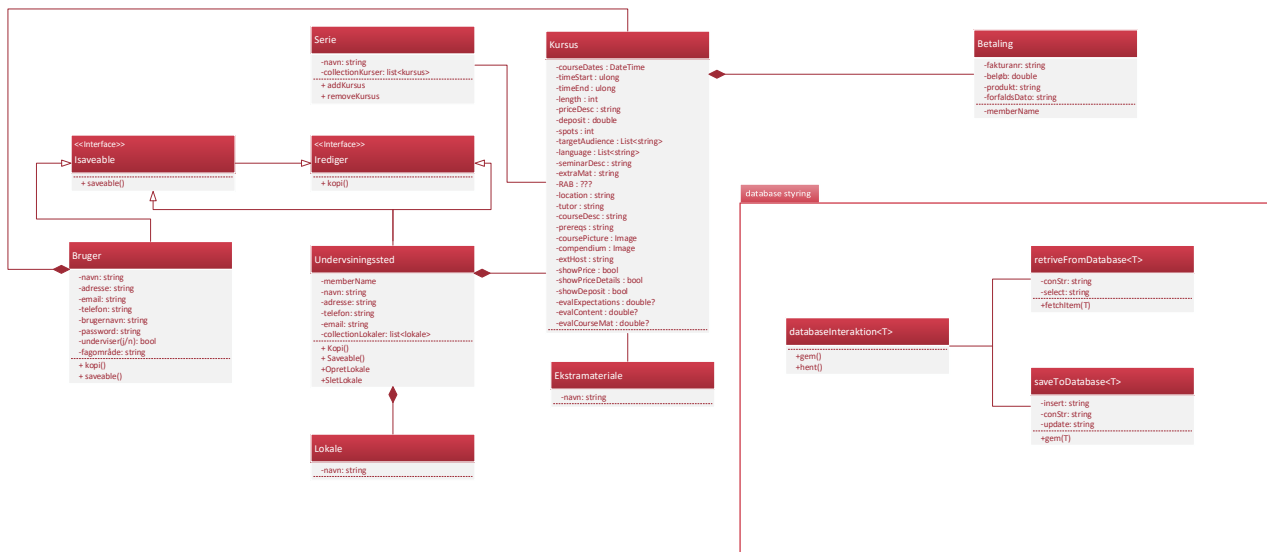 Serie
-navn: string
-collectionKurser: list<kursus>
+ addKursus
+ removeKursus
Kursus
-courseDates : DateTime
-timeStart : ulong
-timeEnd : ulong
-length : int
-priceDesc : string
-deposit : double
-spots : int
-targetAudience : List<string>
-language : List<string>
-seminarDesc : string
-extraMat : string
-RAB : ???
-location : string
-tutor : string
-courseDesc : string
-prereqs : string
-coursePicture : Image
-compendium : Image
-extHost : string
-showPrice : bool
-showPriceDetails : bool
-showDeposit : bool
-evalExpectations : double?
-evalContent : double?
-evalCourseMat : double?
Betaling
-fakturanr: string
-beløb: double
-produkt: string
-forfaldsDato: string
-memberName
<<Interface>>
Isaveable
+ saveable()
<<Interface>>
Irediger
+ kopi()
Bruger
-navn: string
-adresse: string
-email: string
-telefon: string
-brugernavn: string
-password: string
-underviser(j/n): bool
-fagområde: string
+ kopi()
+ saveable()
Undervsiningssted
-memberName
-navn: string
-adresse: string
-telefon: string
-email: string
-collectionLokaler: list<lokale>
+ Kopi()
+ Saveable()
+OpretLokale
+SletLokale
Lokale
-navn: string
Ekstramateriale
-navn: string
database styring
databaseInteraktion<T>
+gem()
+hent()
retriveFromDatabase<T>
-conStr: string
-select: string
+fetchItem(T)
saveToDatabase<T>
-insert: string
-conStr: string
-update: string
+gem(T)